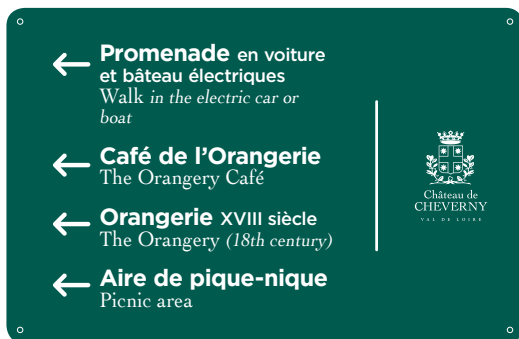 Promenade en voiture
et bâteau électriques
Walk in the electric car or
boat
Café de l'Orangerie
The Orangery Café
Orangerie XVIII siècle
The Orangery (18th century)
Aire de pique-nique
Picnic area
Château de
CHEVERNY
VAL DE LOIRE